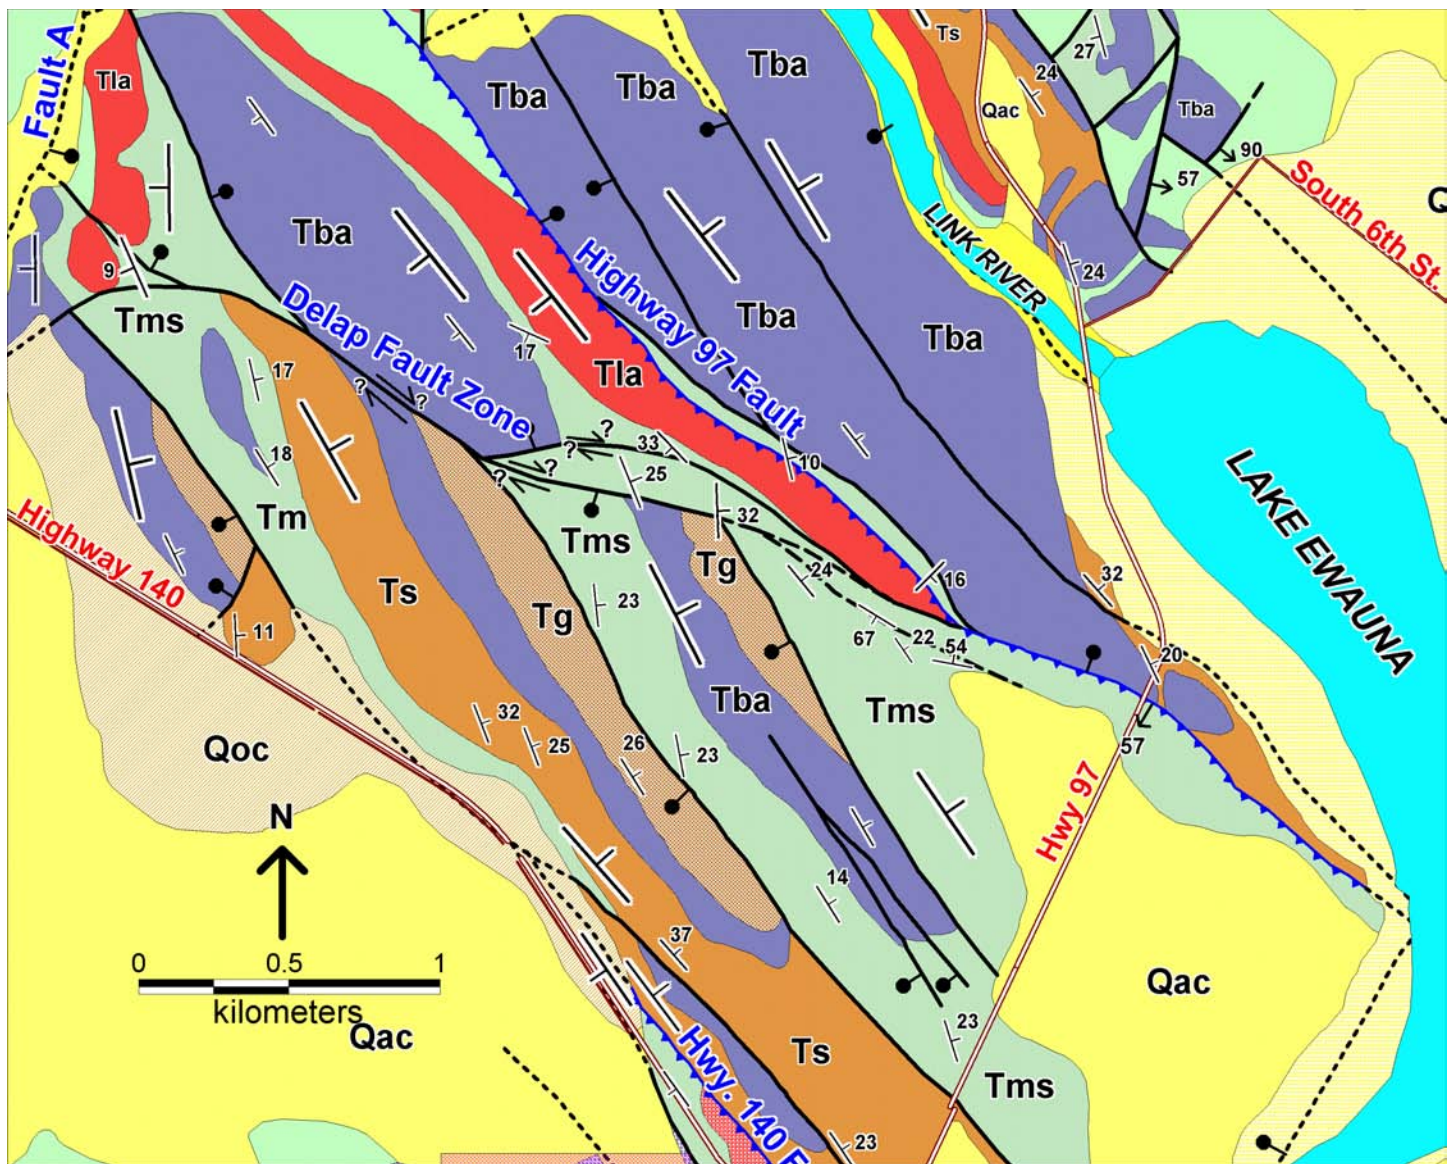 Fault A
Tla
Tba
Tba
Tba
Ts
27
24
Qac
Tba
90
57
South 6th St.
Q
Tba
9
Tms
Delap Fault Zone
17
Highway 97 Fault
Tla
Tba
Tba
LINK RIVER
24
17
18
Tm
?
?
?
?
?
?
33
25
10
32
LAKE EWAUNA
Highway 140
Tms
Tg
24
16
32
Ts
Tg
23
11
67
22
54
20
Tba
Tms
57
Qoc
32
25
26
23
Hwy 97
N
14
37
0 0.5 1
kilometers
Qac
Qac
23
Ts
Tms
Hwy. 140 F
23